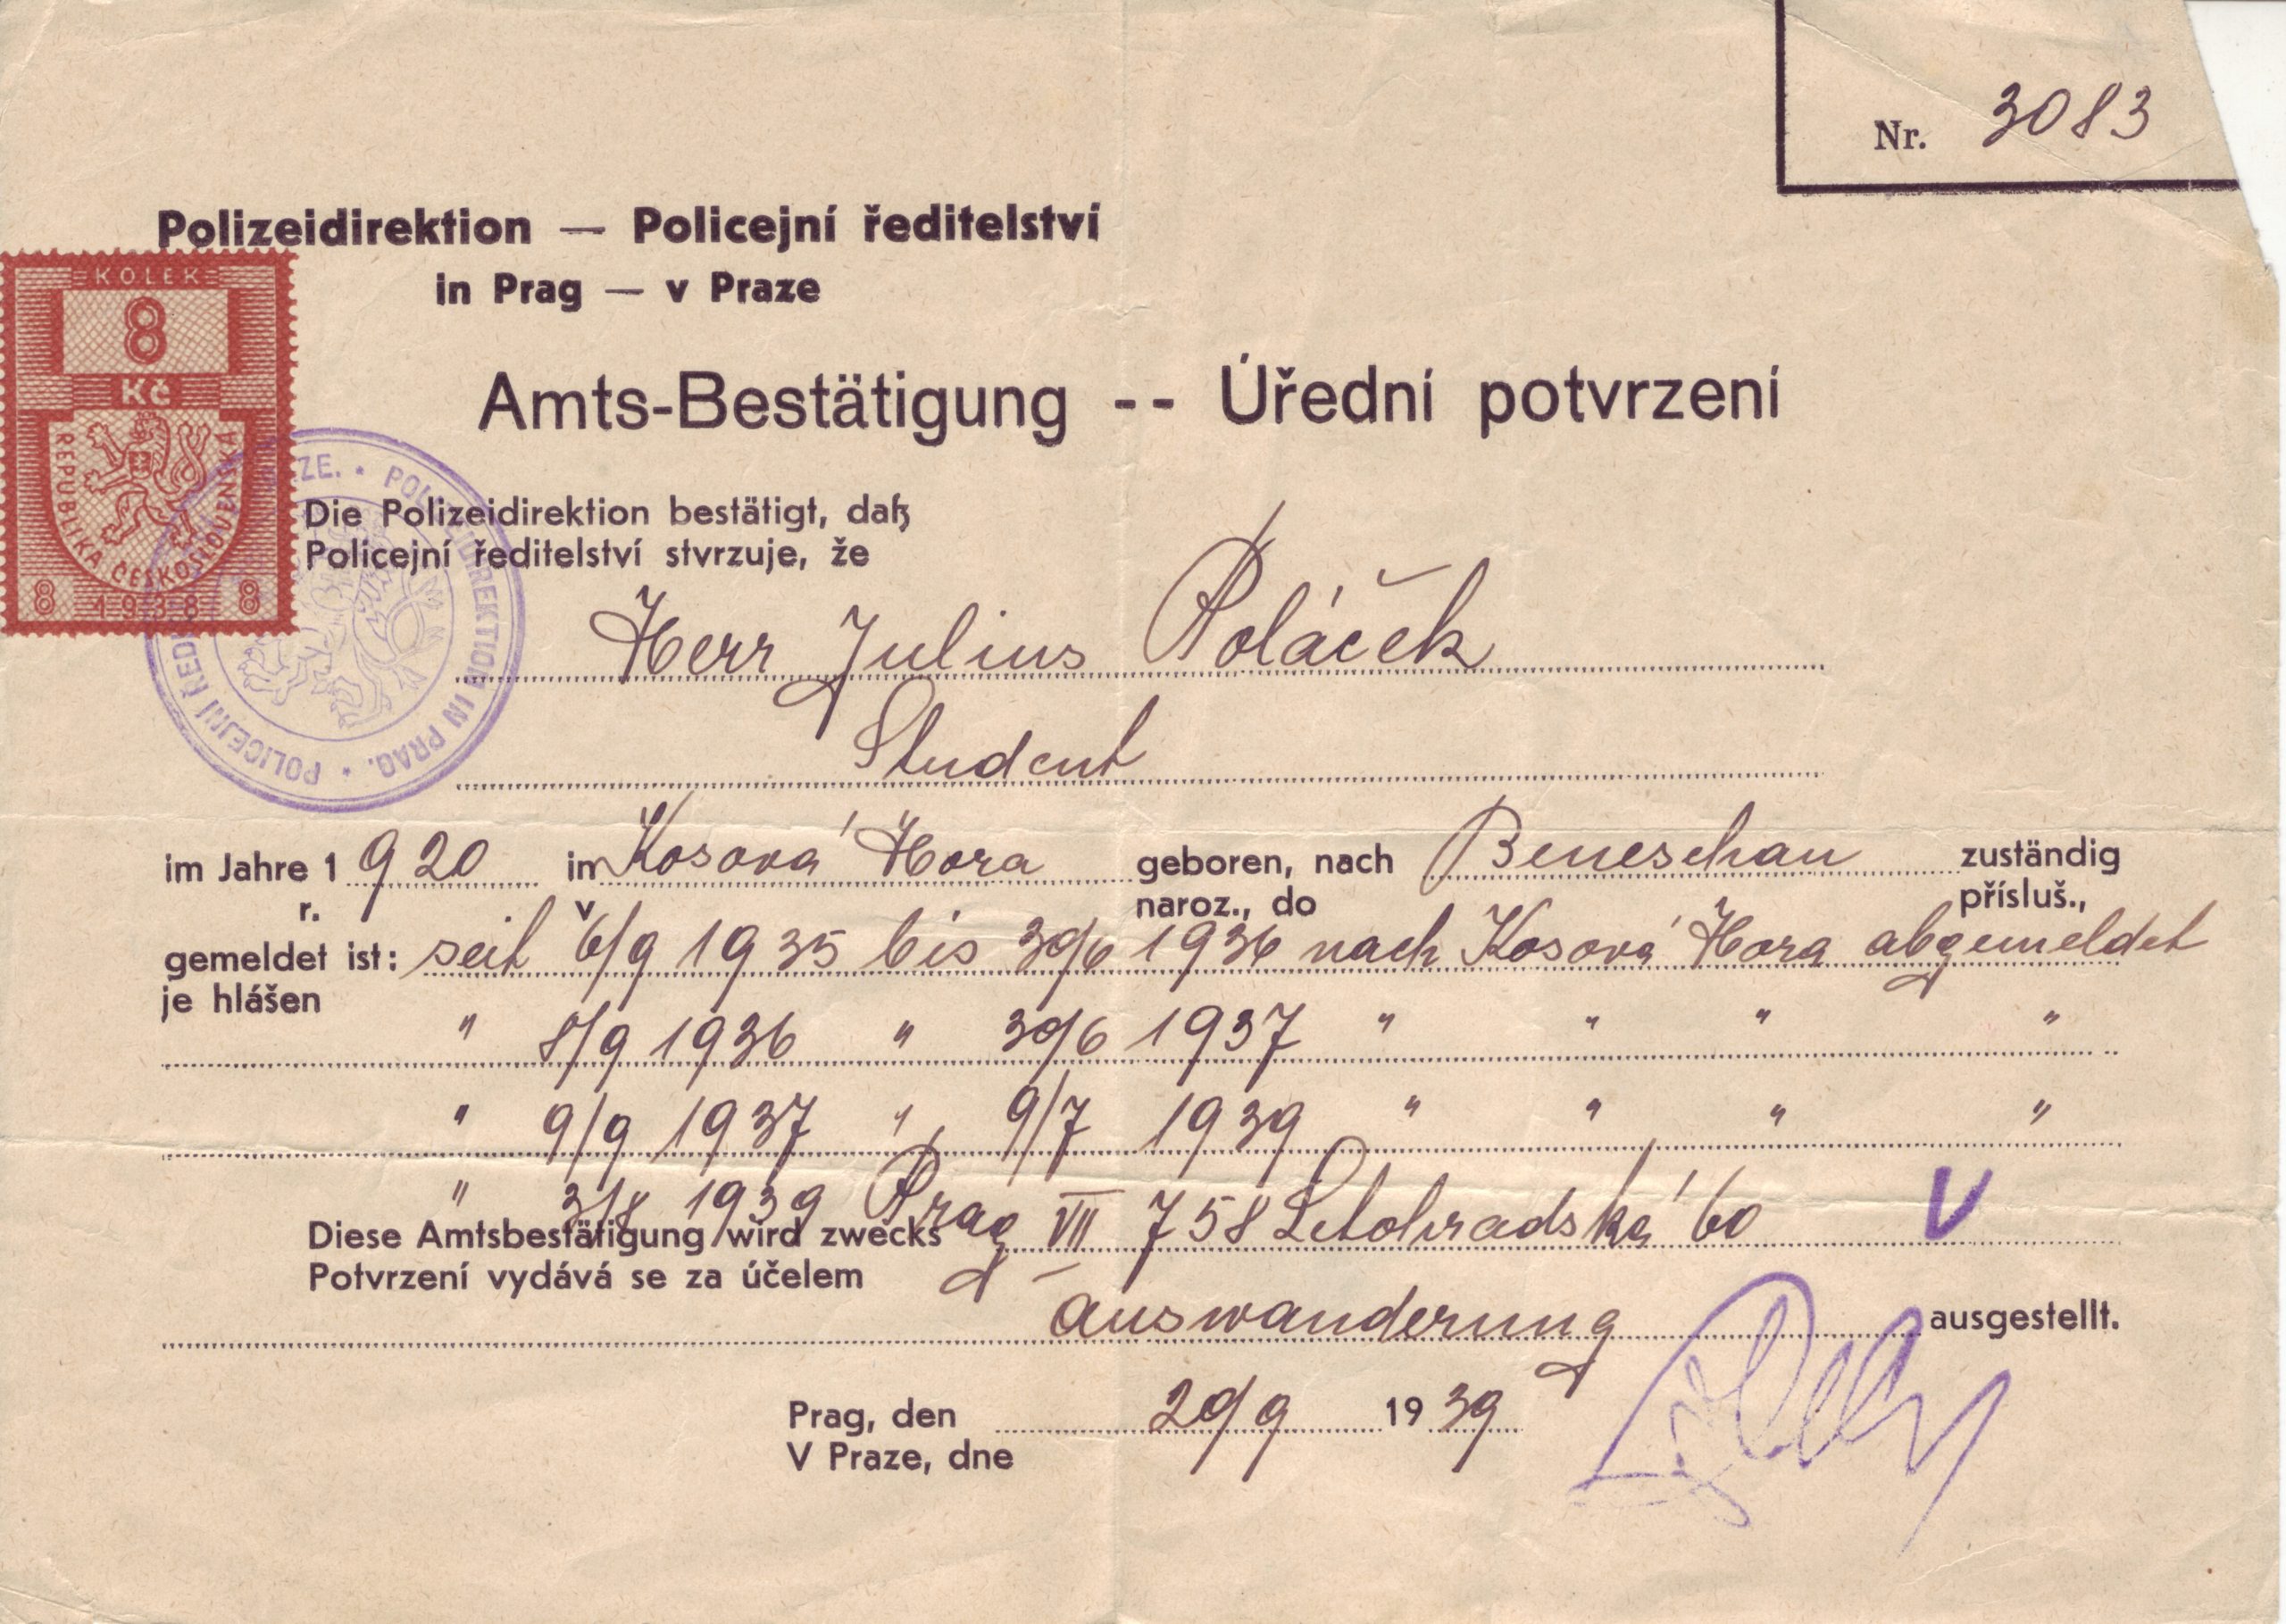 Nr. 3083
Polizeidirektion — Policejní ředitelství
in Prag — v Praze
KOLEK
8
Kč
REPUBLIKA ČESKOSLOVENSKÁ
8 1938 8
Amts-Bestätigung -- Úřední potvrzení
ZE. * POLIZEIDIREKTION IN PRAG. * POLICEJNÍ ŘED
Die Polizeidirektion bestätigt, daß
Policejní ředitelství stvrzuje, že
Herr Julius Poláček
Student
im Jahre 1920 in Kosová Hora geboren, nach Beneschau zuständig
r. v naroz., do přísluš.,
gemeldet ist: seit 6/9 1935 bis 30/6 1936 nach Kosová Hora abgemeldet
je hlášen
" 8/9 1936 " 30/6 1937 " " " "
" 9/9 1937 " 9/7 1939 " " " "
" 3/8 1939 Prag VII 758 Letohradská 60 V
Diese Amtsbestätigung wird zwecks
Potvrzení vydává se za účelem
Auswanderung ausgestellt.
Prag, den 20/9 1939
V Praze, dne